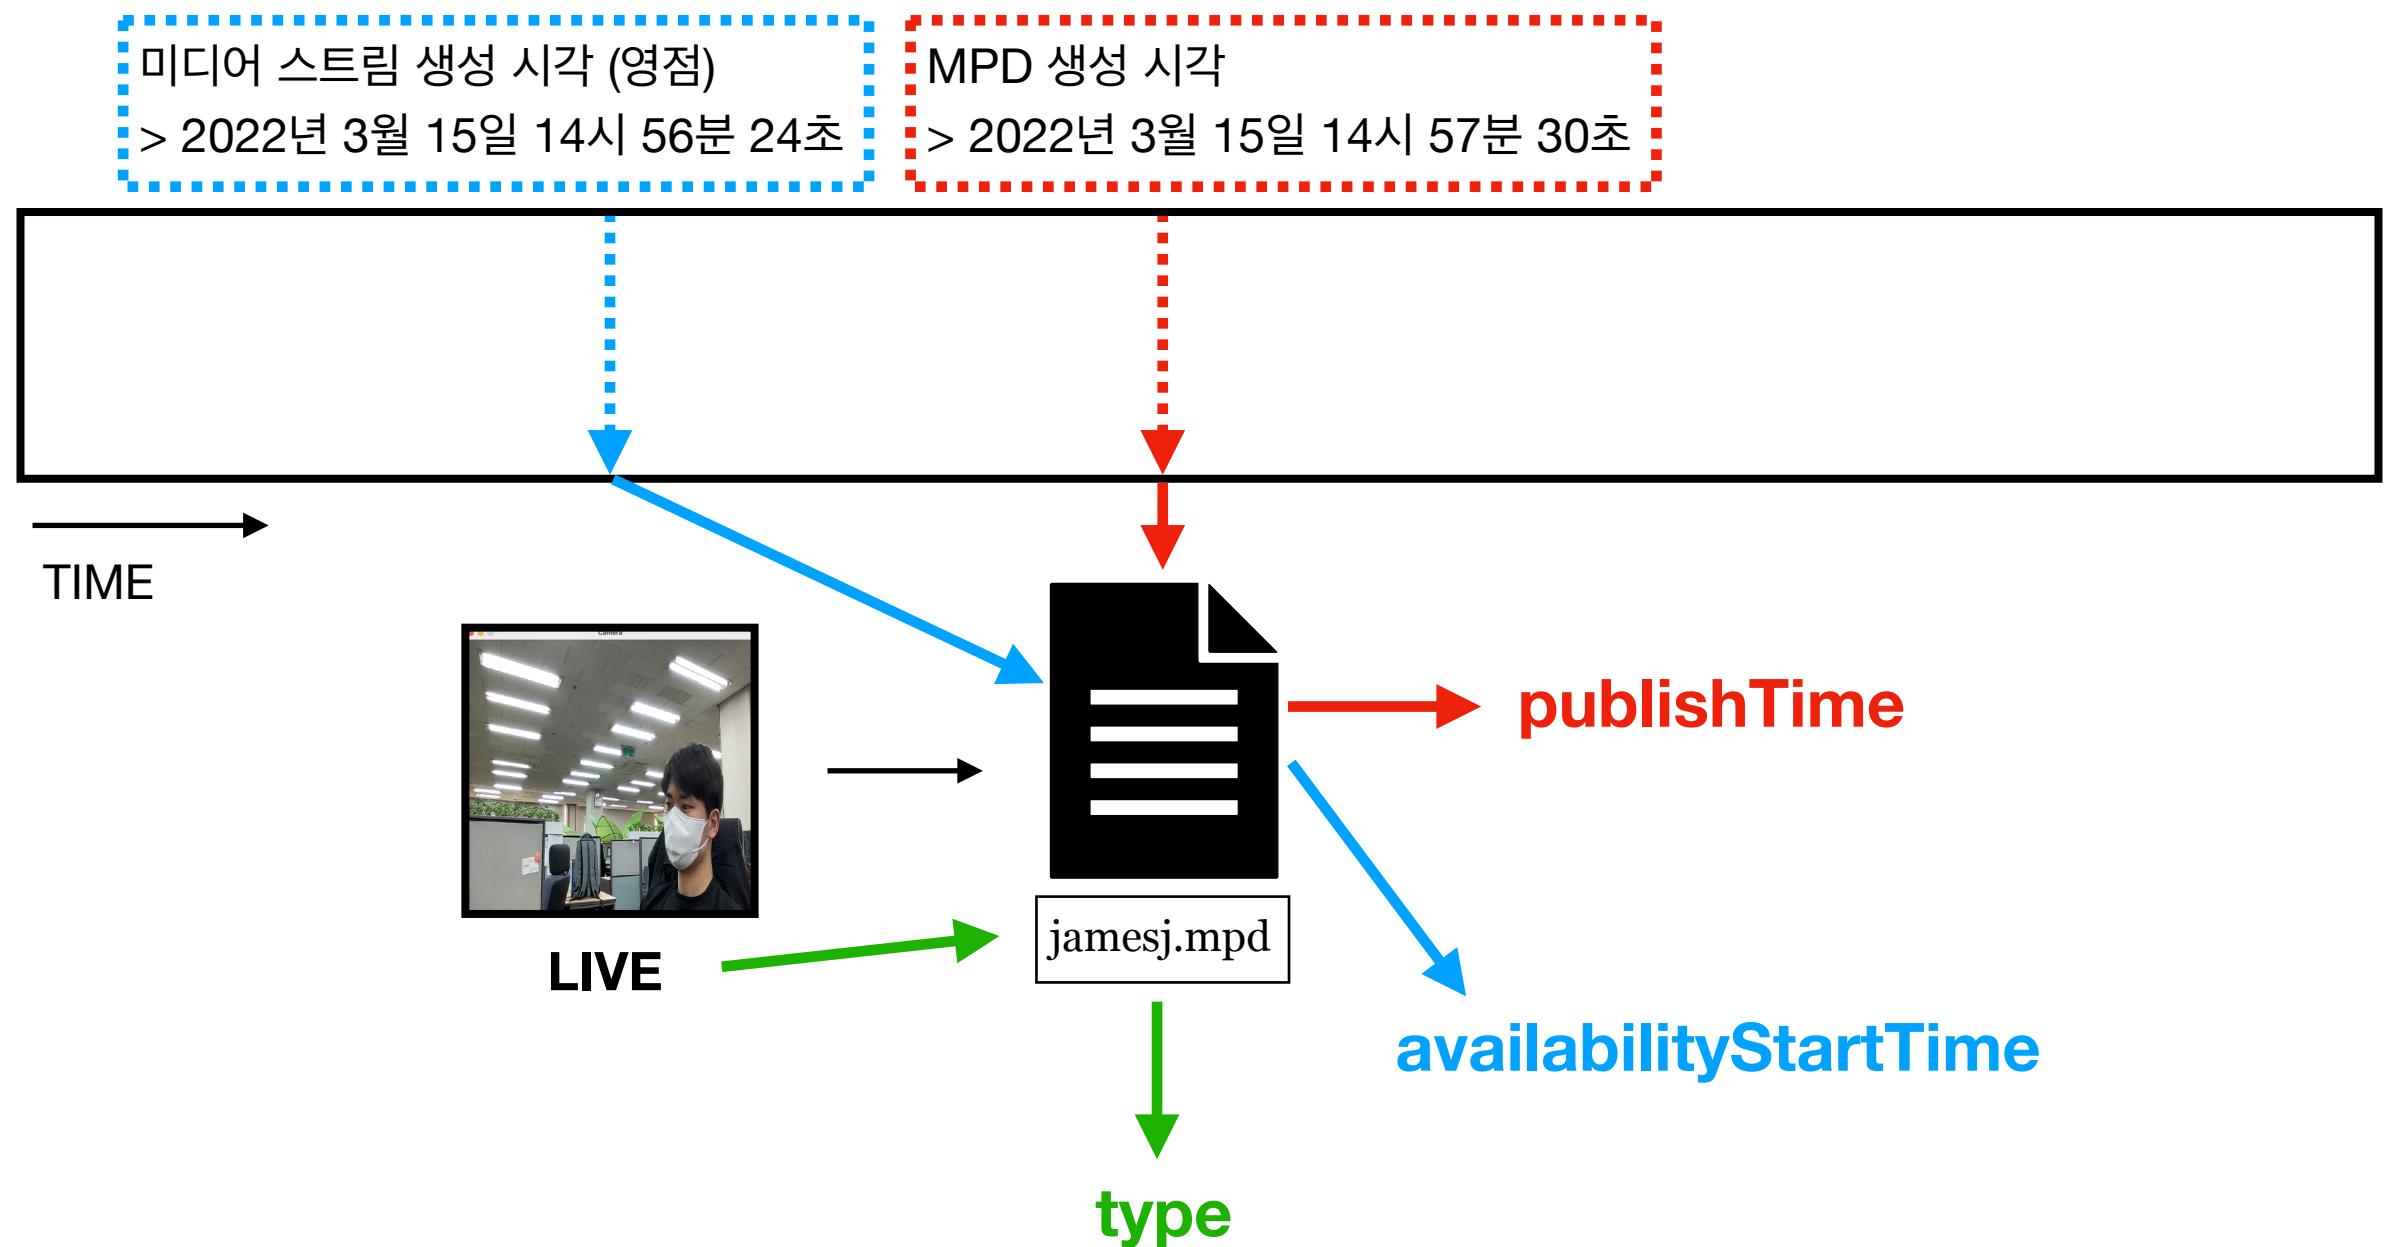 미디어 스트림 생성 시각 (영점)
> 2022년 3월 15일 14시 56분 24초
MPD 생성 시각
> 2022년 3월 15일 14시 57분 30초
TIME
Camera
publishTime
jamesj.mpd
LIVE
availabilityStartTime
type